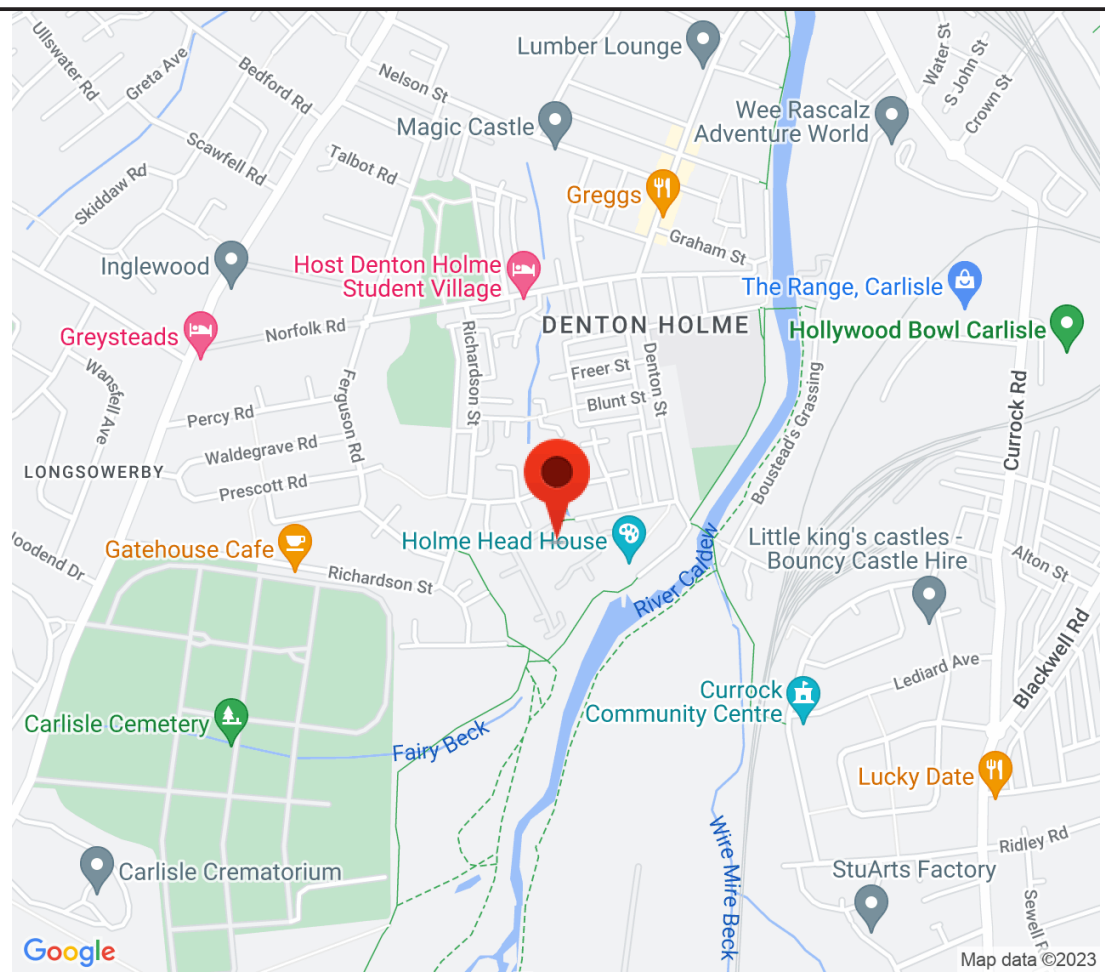 Lumber Lounge
Ullswater Rd
Greta Ave
Bedford Rd
Nelson St
Water St
S John St
Crown St
Wee Rascalz
Adventure World
Magic Castle
Scawfell Rd
Talbot Rd
Skiddaw Rd
Greggs
Graham St
Inglewood
Host Denton Holme
Student Village
The Range, Carlisle
Hollywood Bowl Carlisle
DENTON HOLME
Greysteads
Norfolk Rd
Richardson St
Wansfell Ave
Ferguson Rd
Freer St
Denton St
Blunt St
Percy Rd
Boustead's Grassing
Currock Rd
Waldegrave Rd
LONGSOWERBY
Prescott Rd
Holme Head House
Gatehouse Cafe
Little king's castles -
Bouncy Castle Hire
Alton St
oodend Dr
Richardson St
River Caldew
Lediard Ave
Blackwell Rd
Currock
Community Centre
Carlisle Cemetery
Fairy Beck
Lucky Date
Wire Mire Beck
Ridley Rd
Carlisle Crematorium
StuArts Factory
Sewell R
Google
Map data ©2023